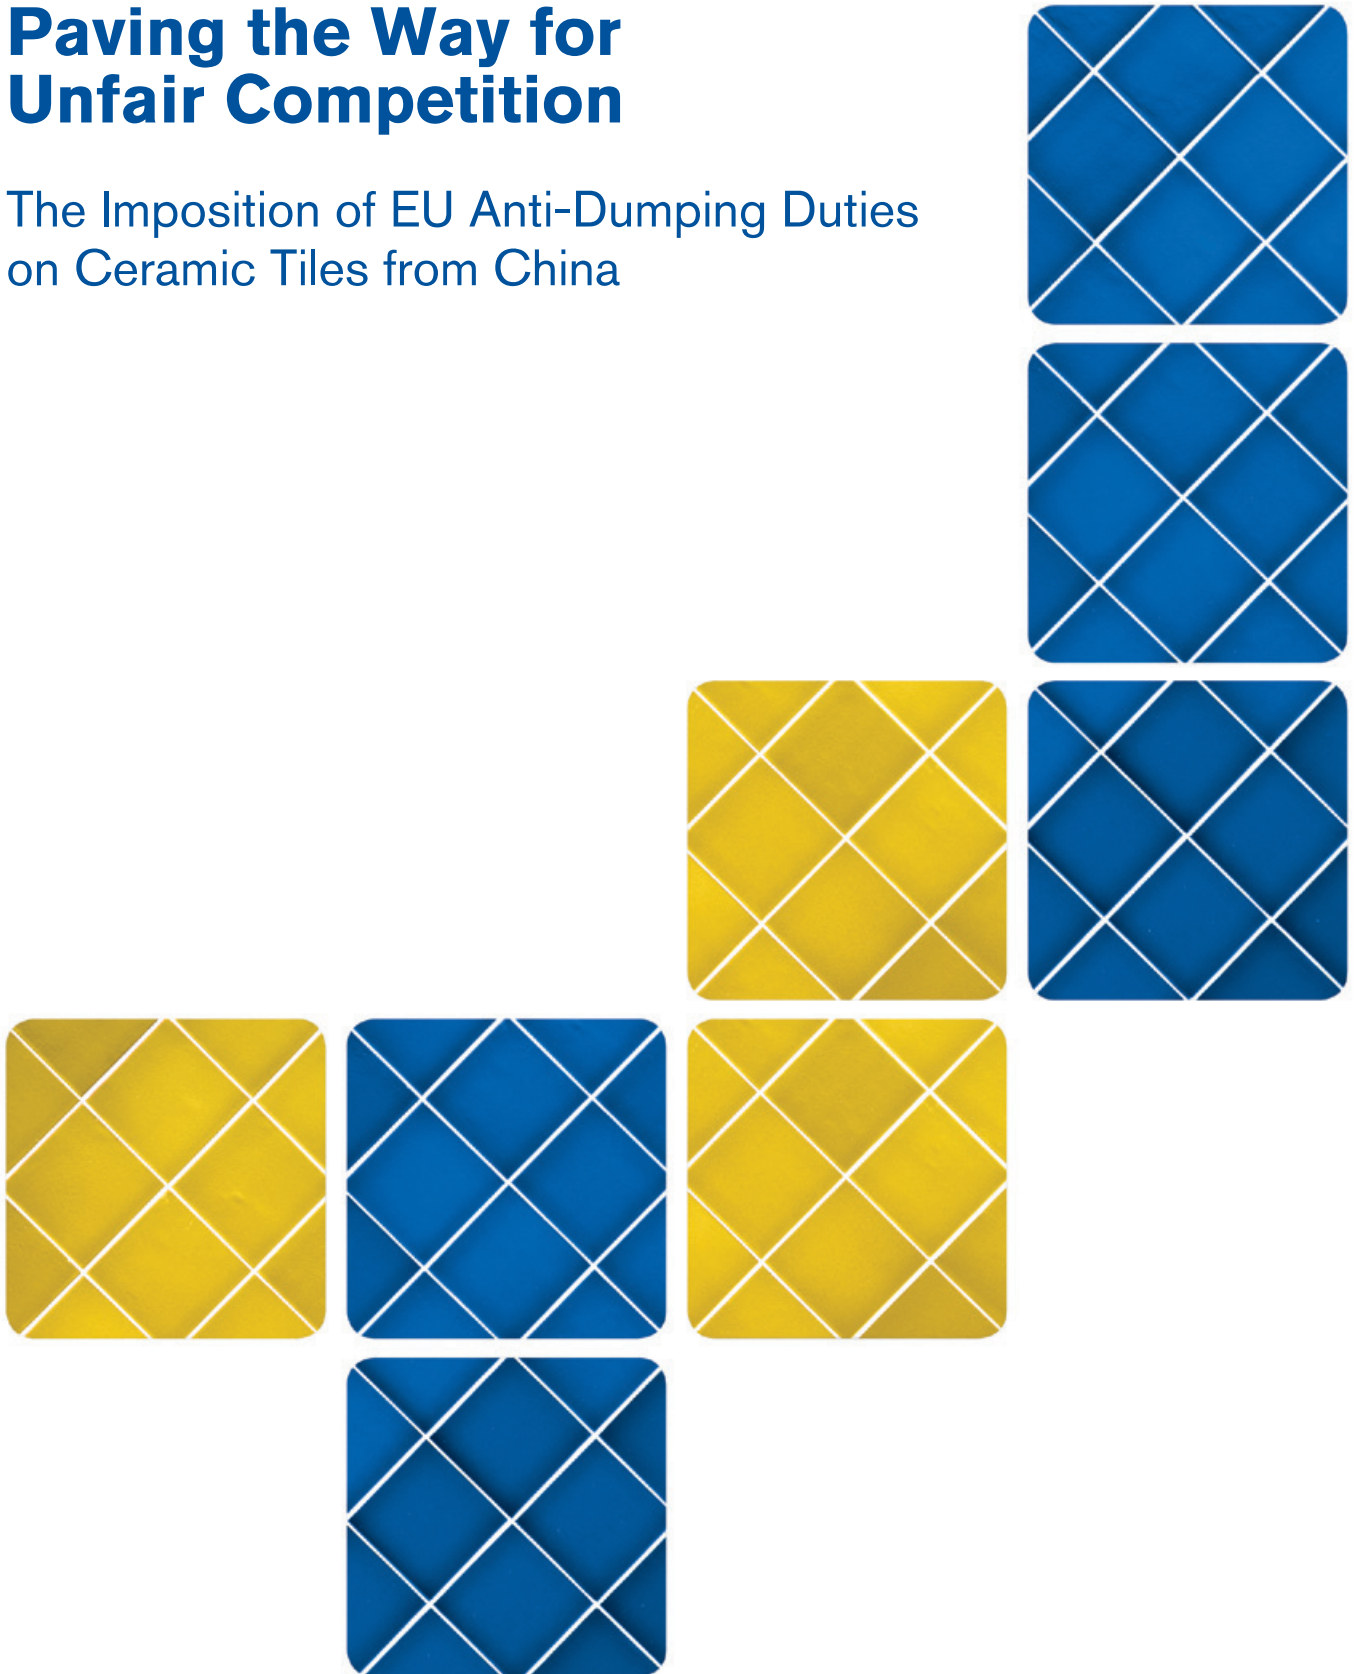 Paving the Way for
Unfair Competition
The Imposition of EU Anti-Dumping Duties
on Ceramic Tiles from China